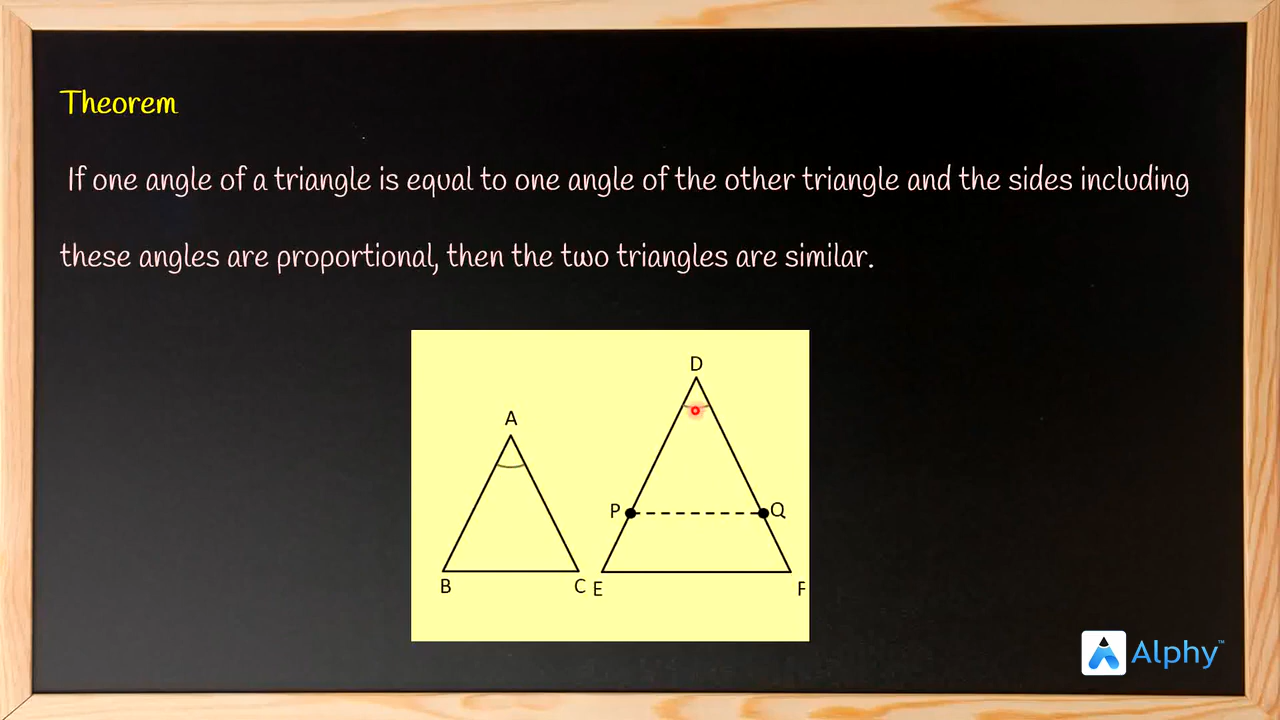 Theorem
If one angle of a triangle is equal to one angle of the other triangle and the sides including
these angles are proportional, then the two triangles are similar.
D
A
P Q
B C E F
Alphy™